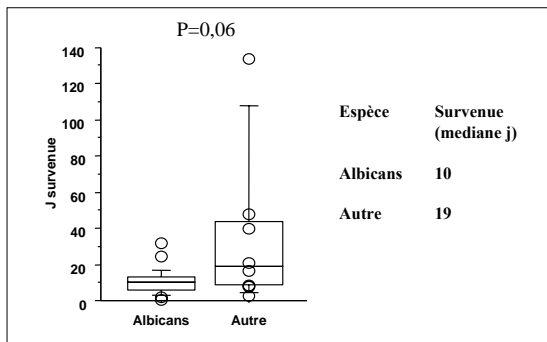 P=0,06
140
120
100
80
60
40
20
0
J survenue
Albicans Autre
Espèce Survenue
(mediane j)
Albicans 10
Autre 19